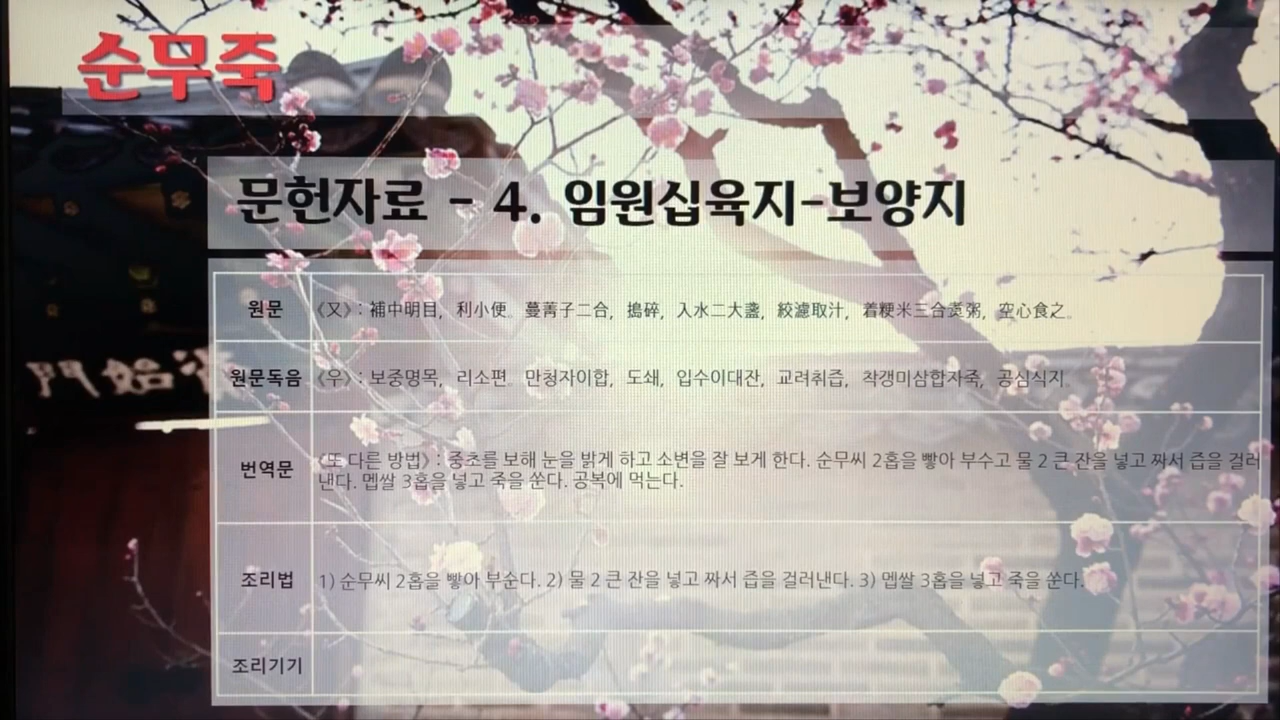 순무죽
문헌자료 - 4. 임원십육지-보양지
원문
《又》: 補中明目, 利小便. 蔓菁子二合, 搗碎, 入水二大盞, 絞濾取汁, 着粳米三合煮粥, 空心食之.
원문독음
《우》: 보중명목, 리소편. 만청자이합, 도쇄, 입수이대잔, 교려취즙, 착갱미삼합자죽, 공심식지.
번역문
《또 다른 방법》: 중초를 보해 눈을 밝게 하고 소변을 잘 보게 한다. 순무씨 2홉을 빻아 부수고 물 2 큰 잔을 넣고 짜서 즙을 걸러
낸다. 멥쌀 3홉을 넣고 죽을 쑨다. 공복에 먹는다.
조리법
1) 순무씨 2홉을 빻아 부순다. 2) 물 2 큰 잔을 넣고 짜서 즙을 걸러낸다. 3) 멥쌀 3홉을 넣고 죽을 쑨다.
조리기기
門 始